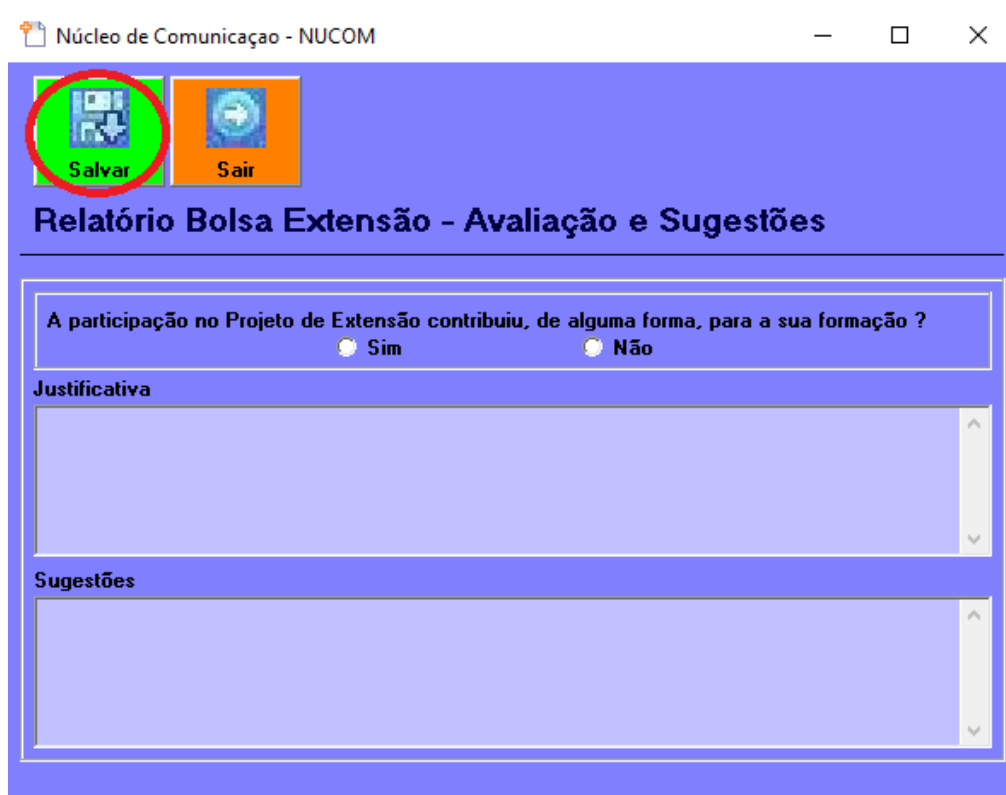 Núcleo de Comunicaçao - NUCOM
Salvar Sair
Relatório Bolsa Extensão - Avaliação e Sugestões
A participação no Projeto de Extensão contribuiu, de alguma forma, para a sua formação ?
Sim Não
Justificativa
Sugestões